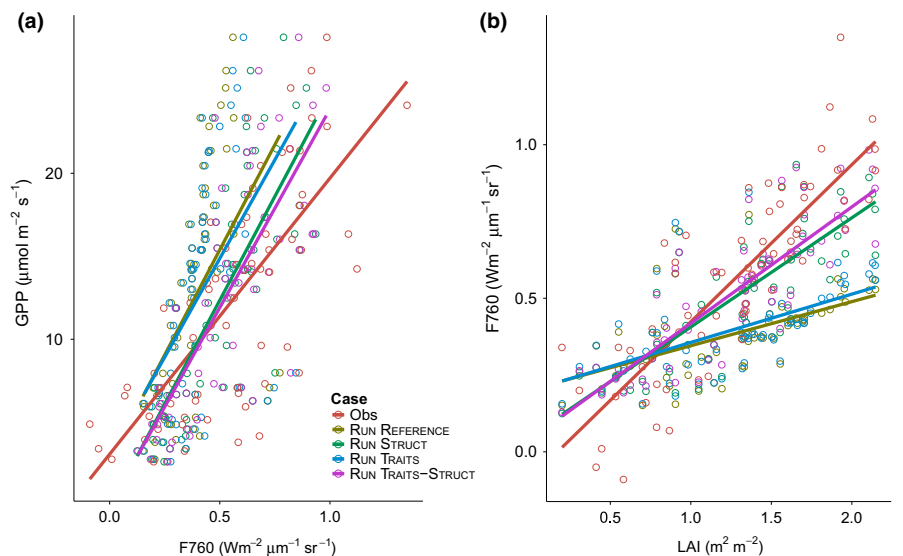 (a)
GPP (μmol m⁻² s⁻¹)
20
10
0.0
0.5
1.0
F760 (Wm⁻² μm⁻¹ sr⁻¹)
Case
Obs
RUN REFERENCE
RUN STRUCT
RUN TRAITS
RUN TRAITS–STRUCT
(b)
F760 (Wm⁻² μm⁻¹ sr⁻¹)
1.0
0.5
0.0
0.5
1.0
1.5
2.0
LAI (m² m⁻²)